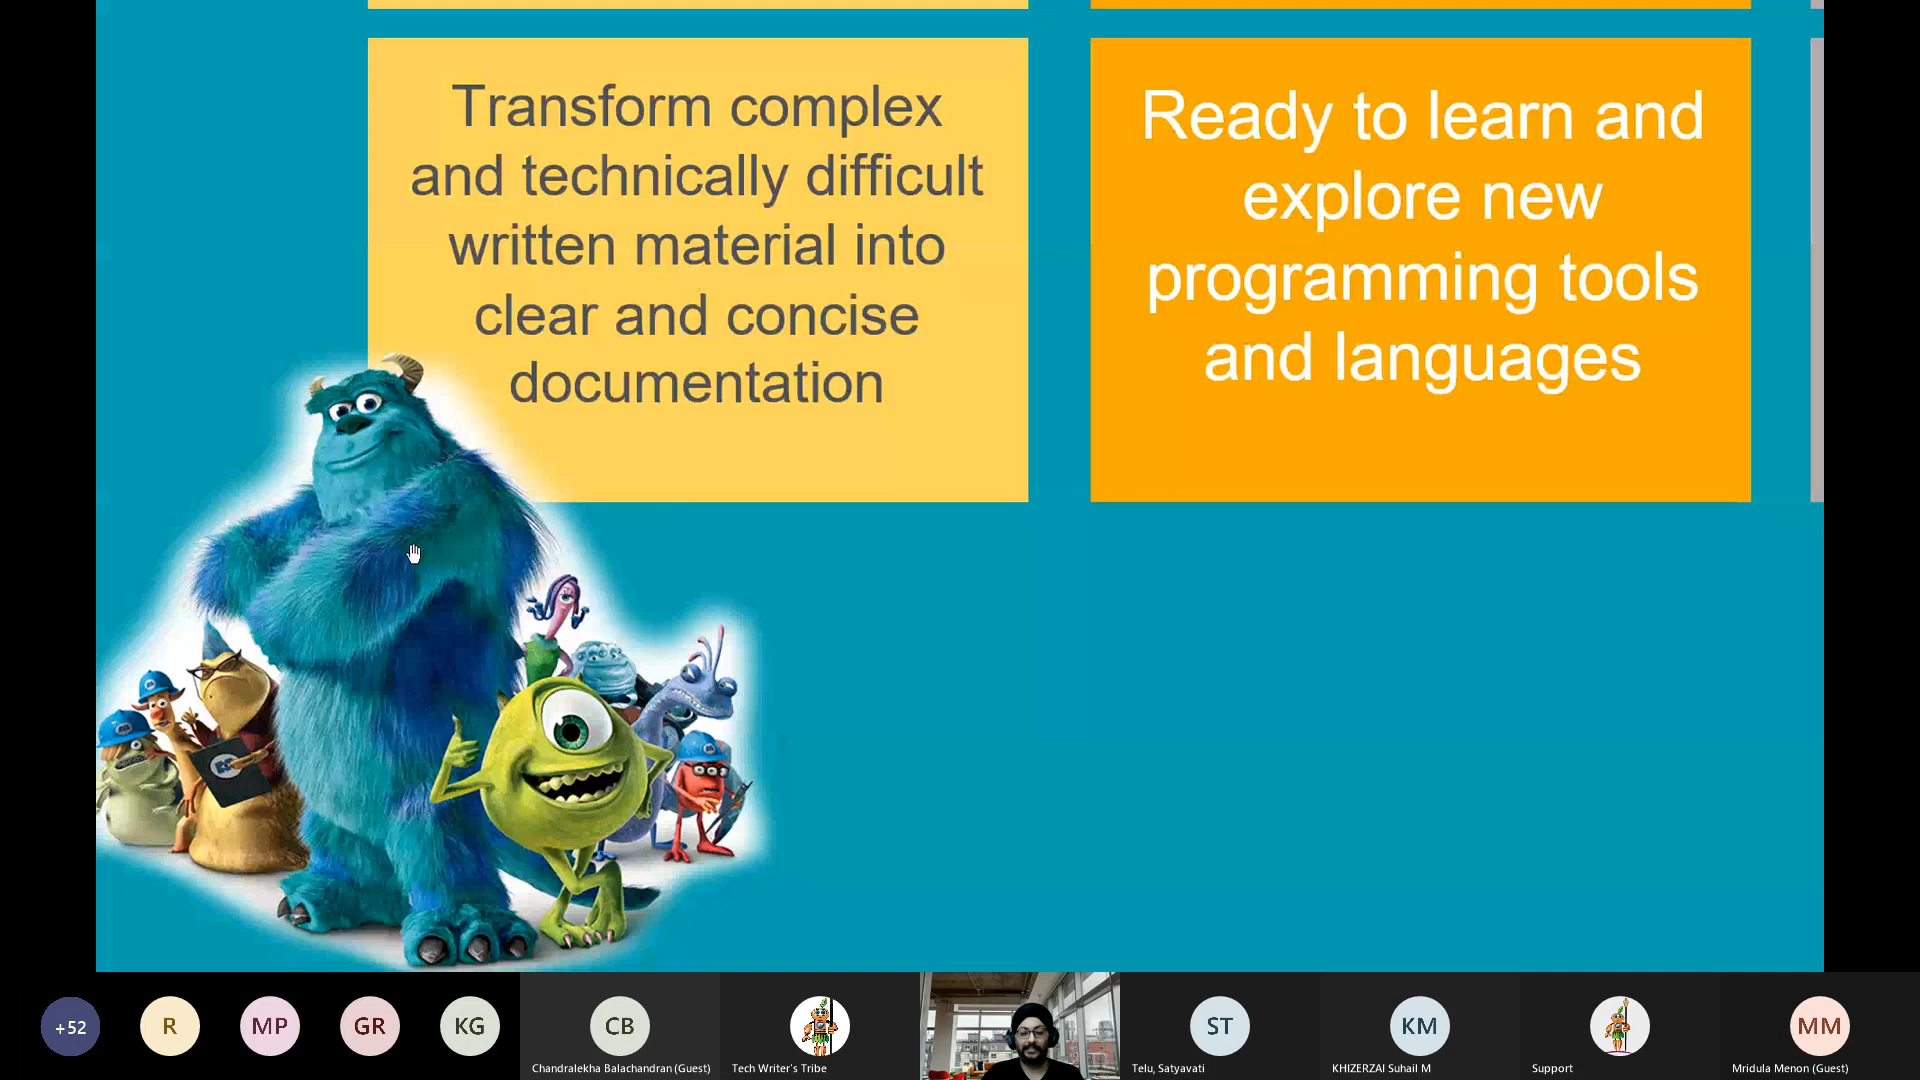 Transform complex
and technically difficult
written material into
clear and concise
documentation
Ready to learn and
explore new
programming tools
and languages
+52
R
MP
GR
KG
CB
ST
KM
MM
Chandralekha Balachandran (Guest)
Tech Writer's Tribe
Telu, Satyavati
KHIZERZAI Suhail M
Support
Mridula Menon (Guest)